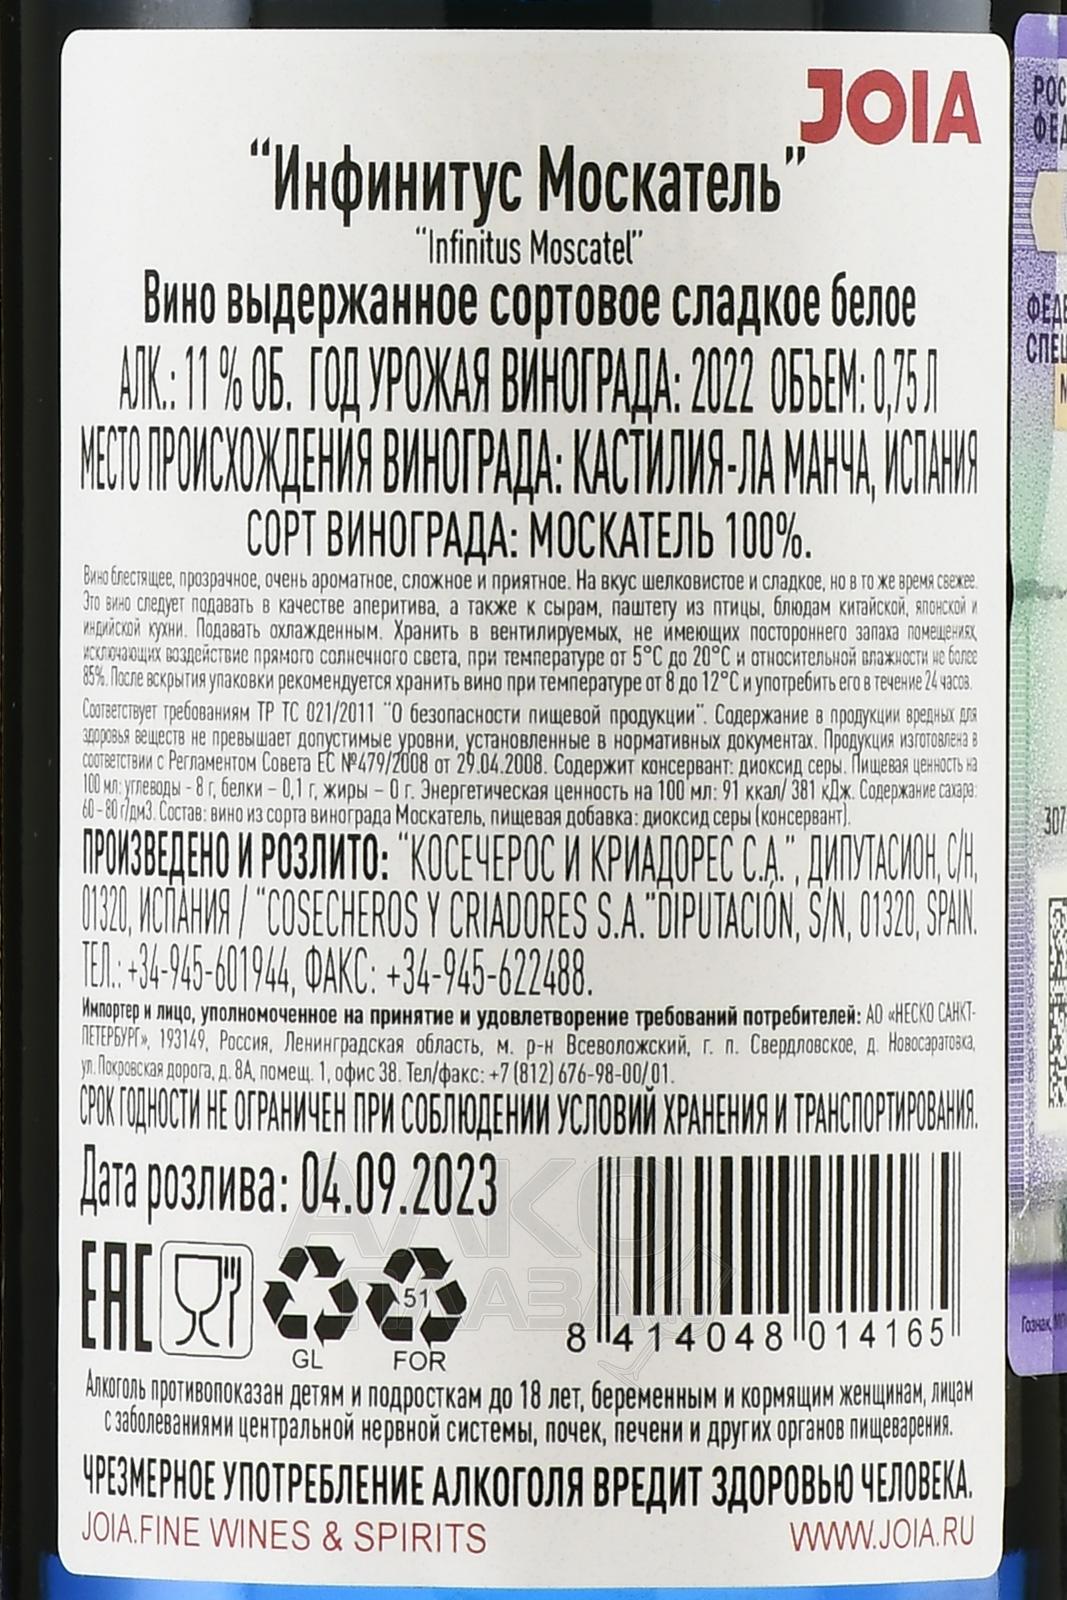 JOIA
“Инфинитус Москатель”
“Infinitus Moscatel”
Вино выдержанное сортовое сладкое белое
АЛК.: 11 % ОБ. ГОД УРОЖАЯ ВИНОГРАДА: 2022 ОБЪЕМ: 0,75 Л
МЕСТО ПРОИСХОЖДЕНИЯ ВИНОГРАДА: КАСТИЛИЯ-ЛА МАНЧА, ИСПАНИЯ
СОРТ ВИНОГРАДА: МОСКАТЕЛЬ 100%.
Вино блестящее, прозрачное, очень ароматное, сложное и приятное. На вкус шелковистое и сладкое, но в то же время свежее.
Это вино следует подавать в качестве аперитива, а также к сырам, паштету из птицы, блюдам китайской, японской и
индийской кухни. Подавать охлажденным. Хранить в вентилируемых, не имеющих постороннего запаха помещениях,
исключающих воздействие прямого солнечного света, при температуре от 5°С до 20°С и относительной влажности не более
85%. После вскрытия упаковки рекомендуется хранить вино при температуре от 8 до 12°С и употребить его в течение 24 часов.
Соответствует требованиям ТР ТС 021/2011 "О безопасности пищевой продукции". Содержание в продукции вредных для
здоровья веществ не превышает допустимые уровни, установленные в нормативных документах. Продукция изготовлена в
соответствии с Регламентом Совета ЕС №479/2008 от 29.04.2008. Содержит консервант: диоксид серы. Пищевая ценность на
100 мл: углеводы - 8 г, белки – 0,1 г, жиры – 0 г. Энергетическая ценность на 100 мл: 91 ккал/ 381 кДж. Содержание сахара:
60 - 80 г/дм3. Состав: вино из сорта винограда Москатель, пищевая добавка: диоксид серы (консервант).
ПРОИЗВЕДЕНО И РОЗЛИТО: "КОСЕЧЕРОС И КРИАДОРЕС С.А.", ДИПУТАСИОН, С/Н,
01320, ИСПАНИЯ / "COSECHEROS Y CRIADORES S.A."DIPUTACIÓN, S/N, 01320, SPAIN.
ТЕЛ.: +34-945-601944, ФАКС: +34-945-622488.
Импортер и лицо, уполномоченное на принятие и удовлетворение требований потребителей: АО «НЕСКО САНКТ-
ПЕТЕРБУРГ», 193149, Россия, Ленинградская область, м. р-н Всеволожский, г. п. Свердловское, д. Новосаратовка,
ул. Покровская дорога, д. 8А, помещ. 1, офис 38. Тел/факс: +7 (812) 676-98-00/01.
СРОК ГОДНОСТИ НЕ ОГРАНИЧЕН ПРИ СОБЛЮДЕНИИ УСЛОВИЙ ХРАНЕНИЯ И ТРАНСПОРТИРОВАНИЯ.
Дата розлива: 04.09.2023
ЕАС
51
GL FOR
8 414048 014165
АЛКО
ПЛАЗА
Алкоголь противопоказан детям и подросткам до 18 лет, беременным и кормящим женщинам, лицам
с заболеваниями центральной нервной системы, почек, печени и других органов пищеварения.
ЧРЕЗМЕРНОЕ УПОТРЕБЛЕНИЕ АЛКОГОЛЯ ВРЕДИТ ЗДОРОВЬЮ ЧЕЛОВЕКА.
JOIA.FINE WINES & SPIRITS WWW.JOIA.RU
РОС
ФЕД
ФЕДЕ
СПЕЦ
307
Гознак,